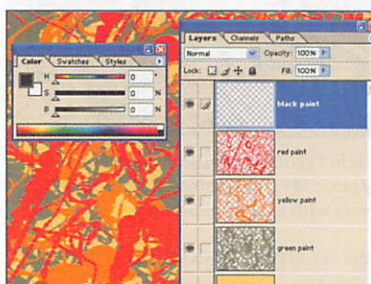 Color Swatches Styles
H 0 °
S 0 %
B 0 %
Layers Channels Paths
Normal Opacity: 100%
Lock: Fill: 100%
black paint
red paint
yellow paint
green paint